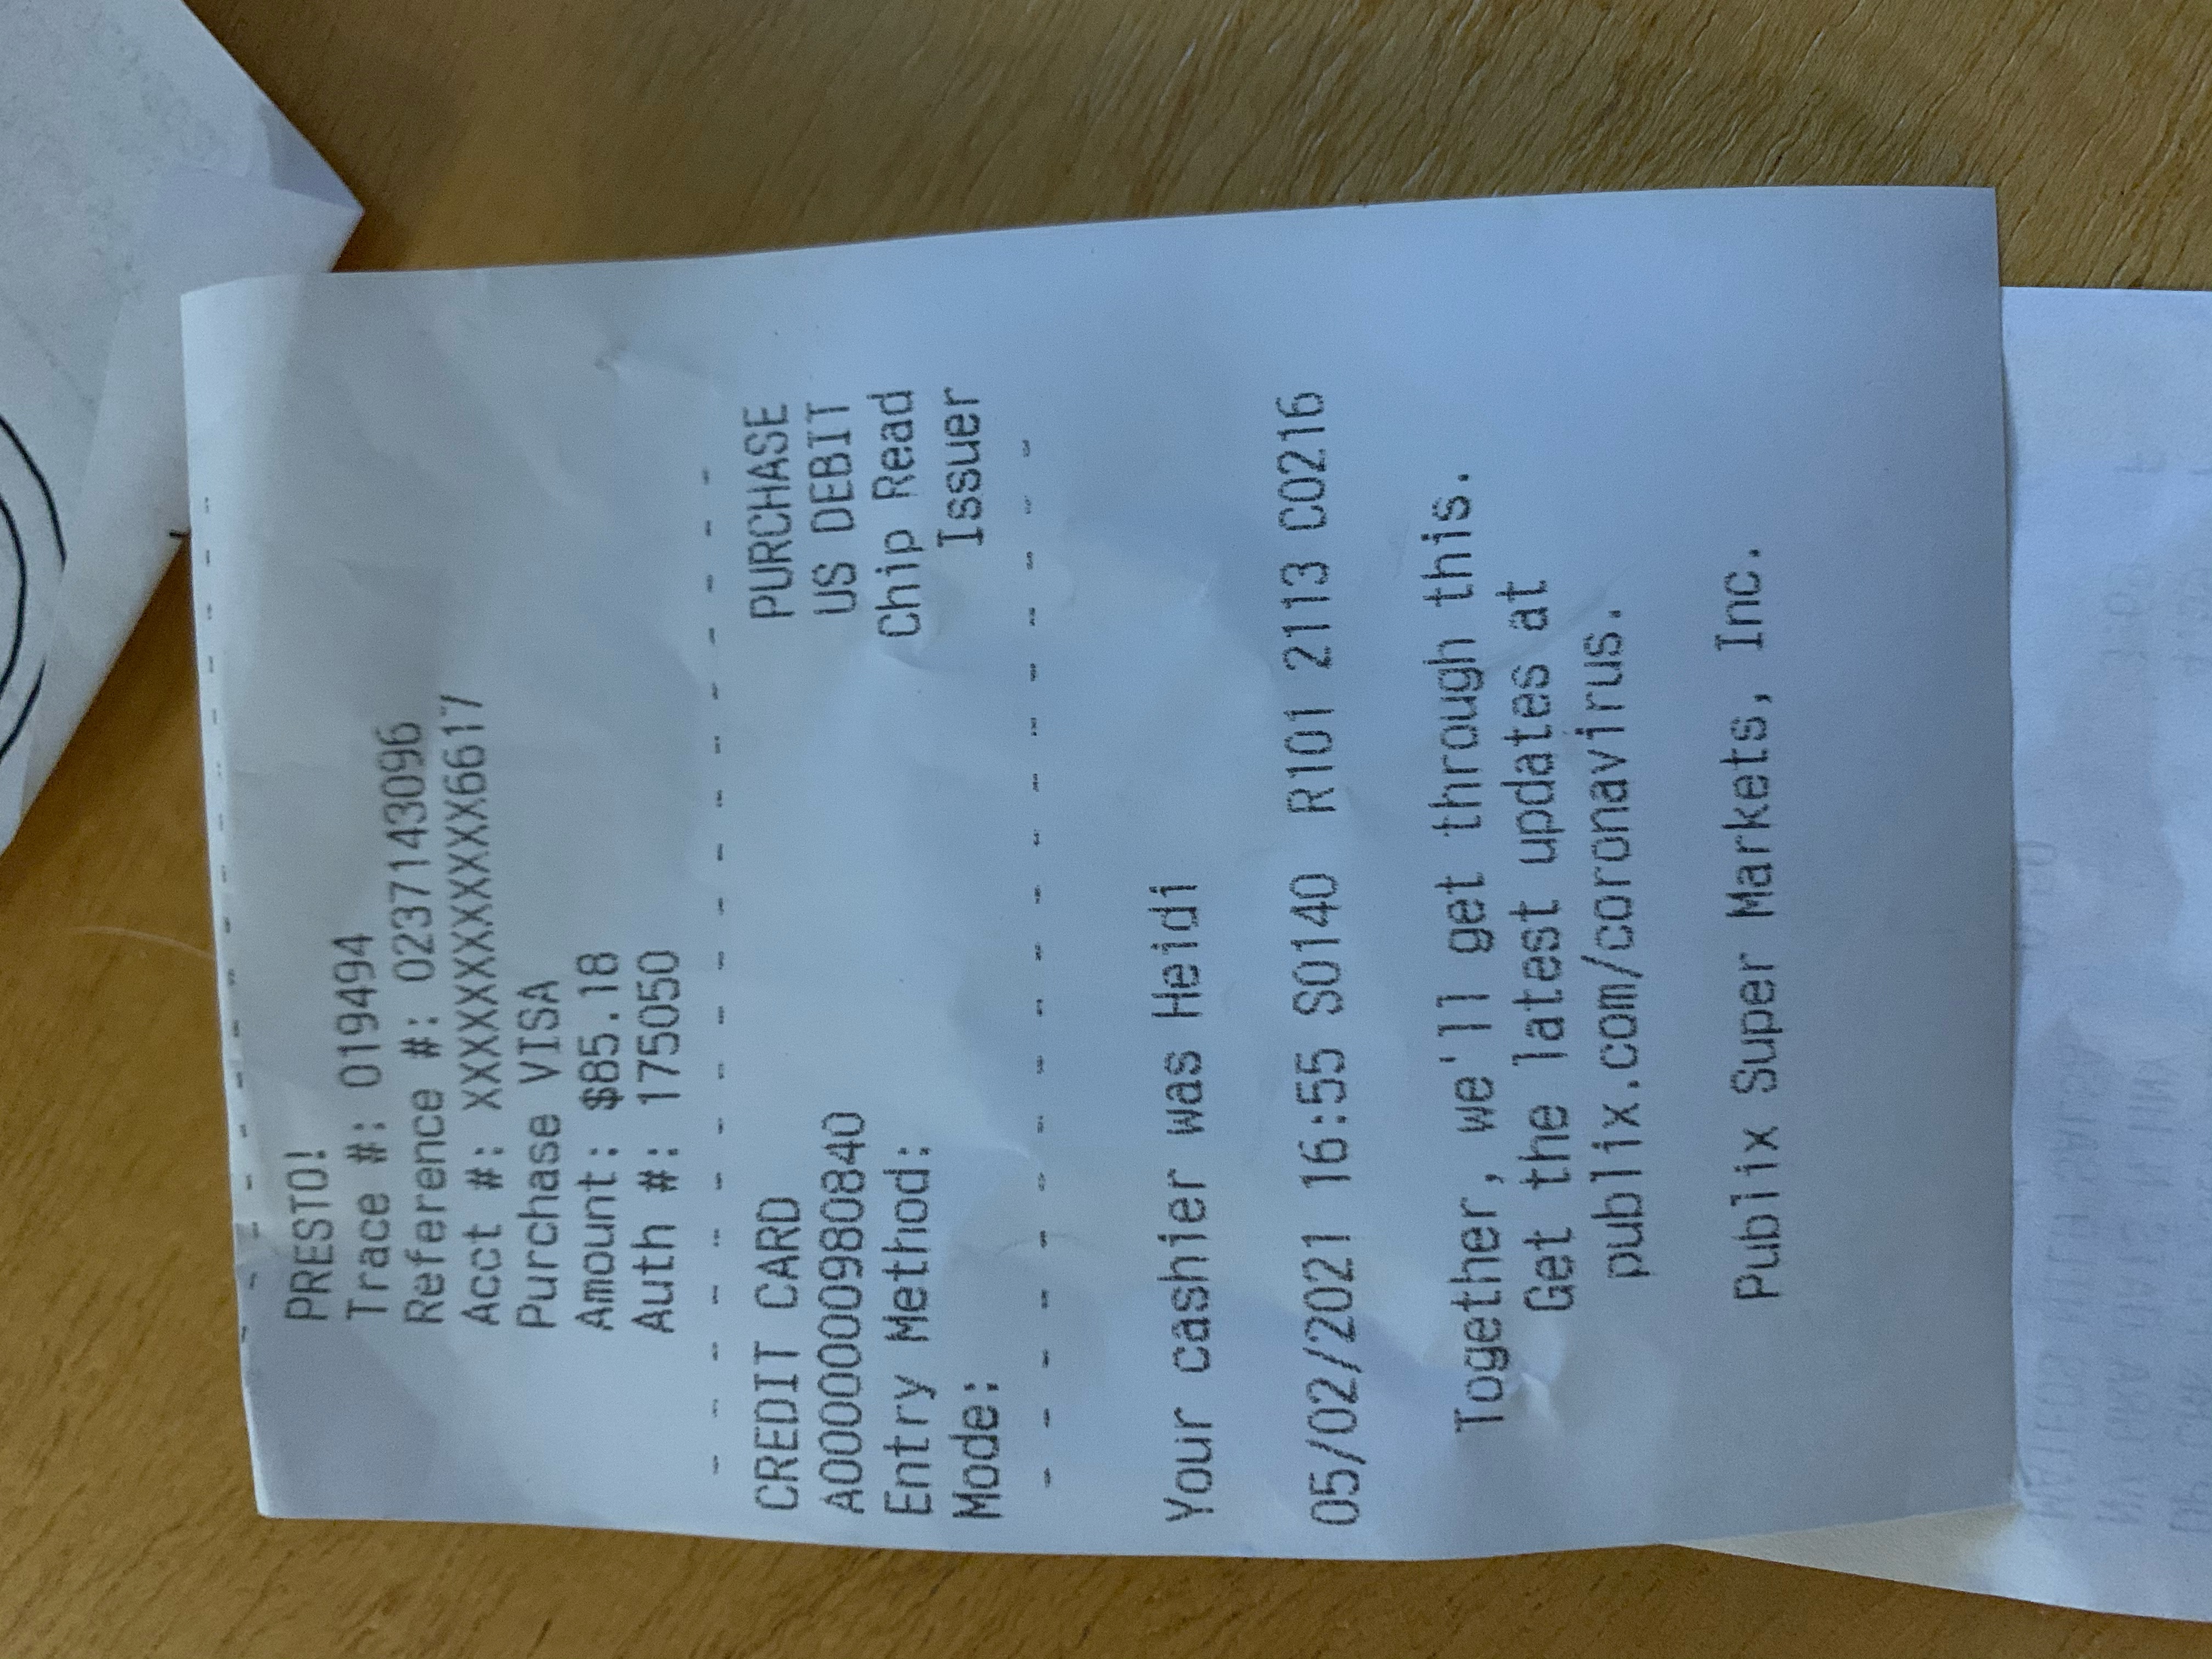 PRESTO!
Trace #: 019494
Reference #: 0237143096
Acct #: XXXXXXXXXXXX6617
Purchase VISA
Amount: $85.18
Auth #: 175050
CREDIT CARD PURCHASE
A0000000980840 US DEBIT
Entry Method: Chip Read
Mode: Issuer
Your cashier was Heidi
05/02/2021 16:55 S0140 R101 2113 C0216
Together, we'll get through this.
Get the latest updates at
publix.com/coronavirus.
Publix Super Markets, Inc.